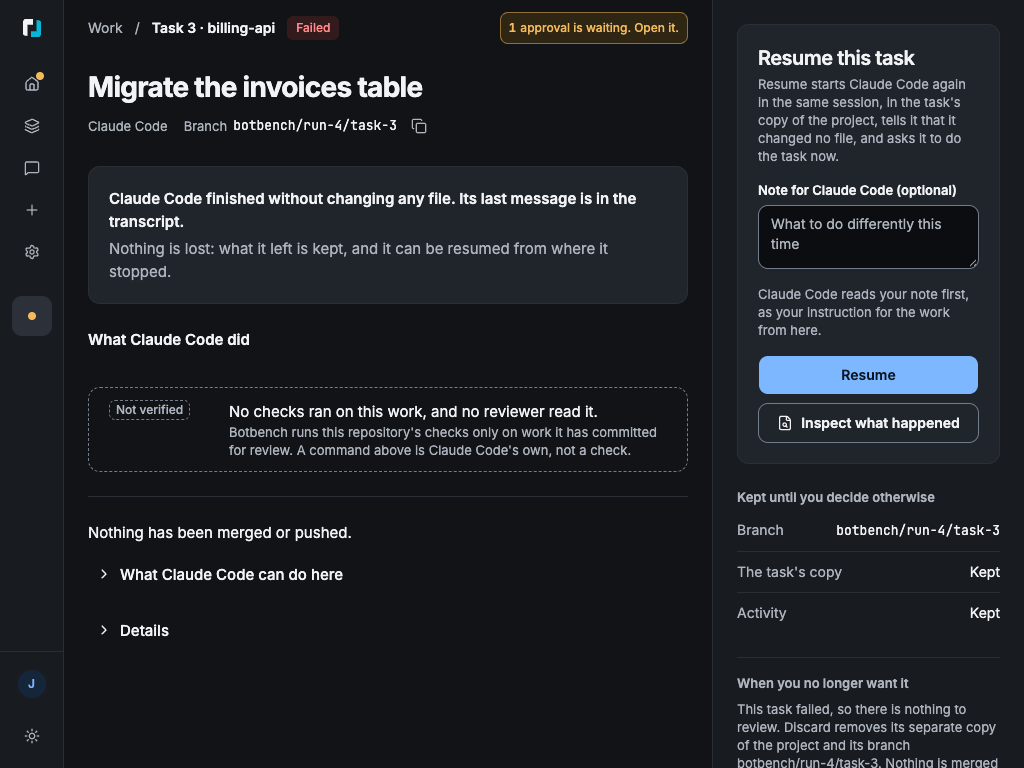 Work / Task 3 · billing-api Failed
1 approval is waiting. Open it.
Migrate the invoices table
Claude Code Branch botbench/run-4/task-3
Claude Code finished without changing any file. Its last message is in the
transcript.
Nothing is lost: what it left is kept, and it can be resumed from where it
stopped.
What Claude Code did
Not verified
No checks ran on this work, and no reviewer read it.
Botbench runs this repository's checks only on work it has committed
for review. A command above is Claude Code's own, not a check.
Nothing has been merged or pushed.
What Claude Code can do here
Details
J
Resume this task
Resume starts Claude Code again
in the same session, in the task's
copy of the project, tells it that it
changed no file, and asks it to do
the task now.
Note for Claude Code (optional)
What to do differently this
time
Claude Code reads your note first,
as your instruction for the work
from here.
Resume
Inspect what happened
Kept until you decide otherwise
Branch botbench/run-4/task-3
The task's copy Kept
Activity Kept
When you no longer want it
This task failed, so there is nothing to
review. Discard removes its separate copy
of the project and its branch
botbench/run-4/task-3. Nothing is merged